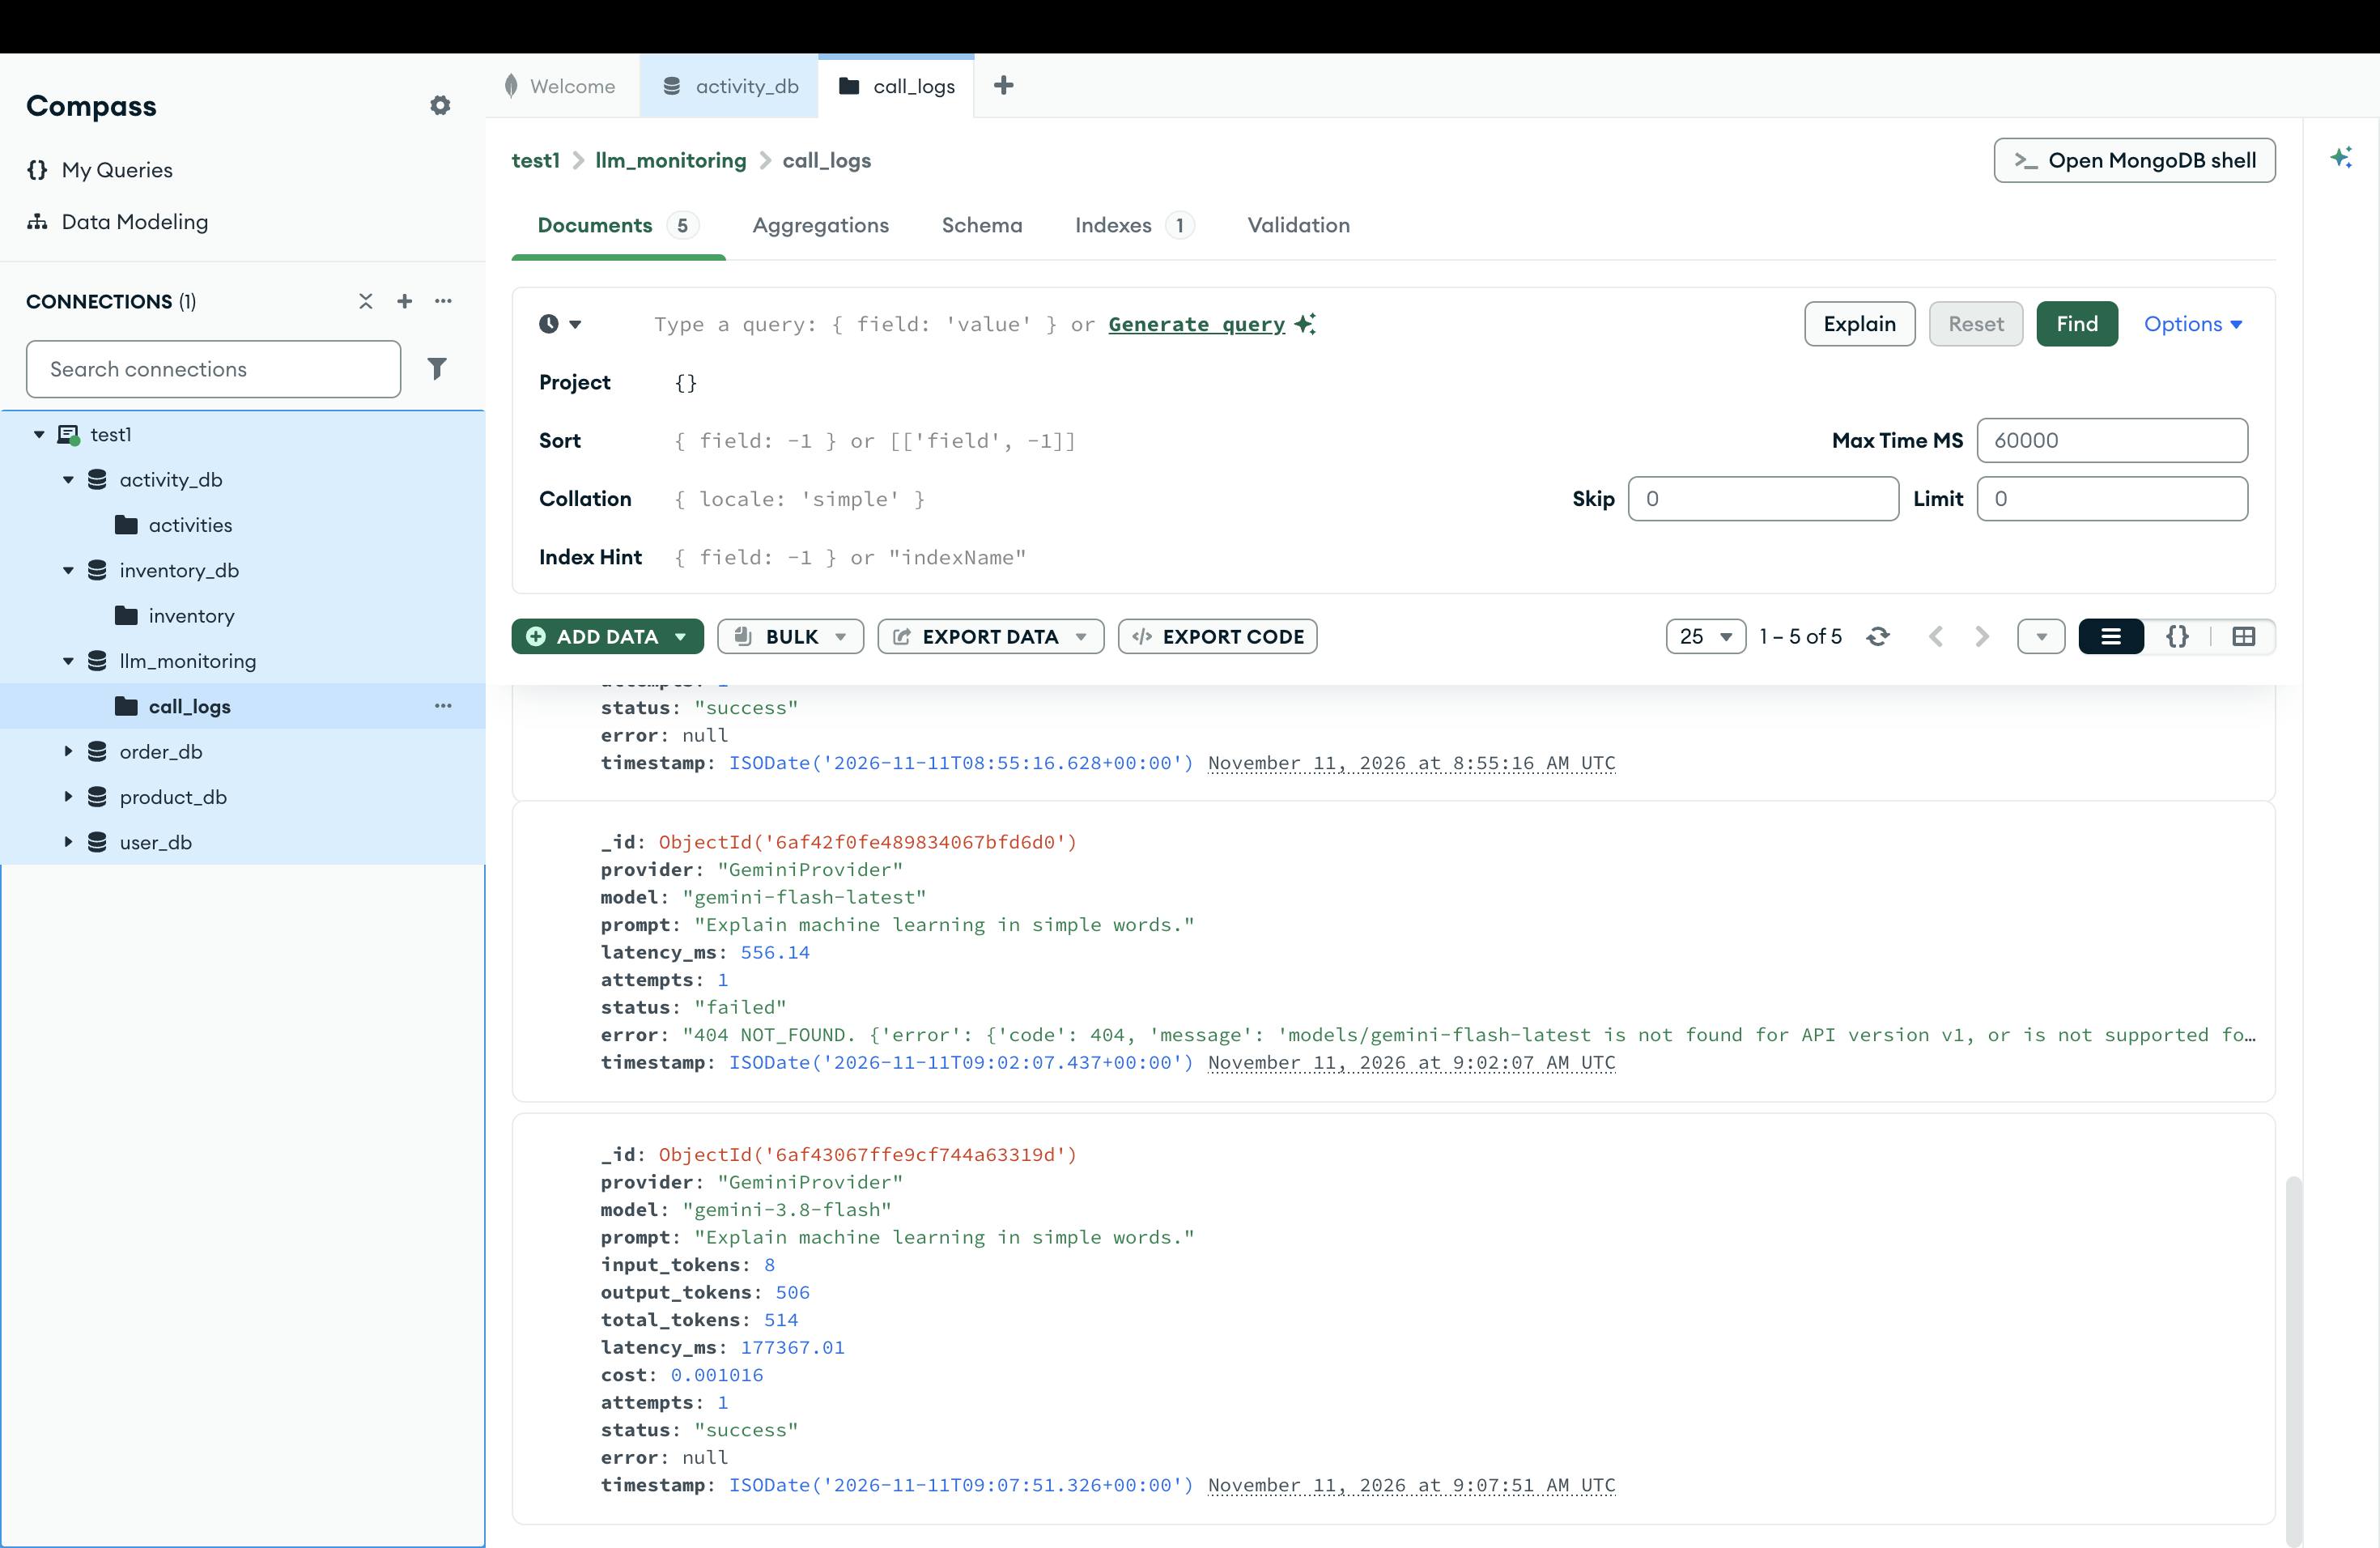 Compass
My Queries
Data Modeling
CONNECTIONS (1)
Search connections
test1
activity_db
activities
inventory_db
inventory
llm_monitoring
call_logs
order_db
product_db
user_db
Welcome
activity_db
call_logs
test1 > llm_monitoring > call_logs
>_ Open MongoDB shell
Documents 5 Aggregations Schema Indexes 1 Validation
Type a query: { field: 'value' } or Generate query
Explain Reset Find Options
Project {}
Sort { field: -1 } or [['field', -1]]
Max Time MS 60000
Collation { locale: 'simple' }
Skip 0 Limit 0
Index Hint { field: -1 } or "indexName"
ADD DATA BULK EXPORT DATA EXPORT CODE
25 1 – 5 of 5
attempts: 1
status: "success"
error: null
timestamp: ISODate('2026-11-11T08:55:16.628+00:00') November 11, 2026 at 8:55:16 AM UTC
_id: ObjectId('6af42f0fe489834067bfd6d0')
provider: "GeminiProvider"
model: "gemini-flash-latest"
prompt: "Explain machine learning in simple words."
latency_ms: 556.14
attempts: 1
status: "failed"
error: "404 NOT_FOUND. {'error': {'code': 404, 'message': 'models/gemini-flash-latest is not found for API version v1, or is not supported fo…
timestamp: ISODate('2026-11-11T09:02:07.437+00:00') November 11, 2026 at 9:02:07 AM UTC
_id: ObjectId('6af43067ffe9cf744a63319d')
provider: "GeminiProvider"
model: "gemini-3.8-flash"
prompt: "Explain machine learning in simple words."
input_tokens: 8
output_tokens: 506
total_tokens: 514
latency_ms: 177367.01
cost: 0.001016
attempts: 1
status: "success"
error: null
timestamp: ISODate('2026-11-11T09:07:51.326+00:00') November 11, 2026 at 9:07:51 AM UTC